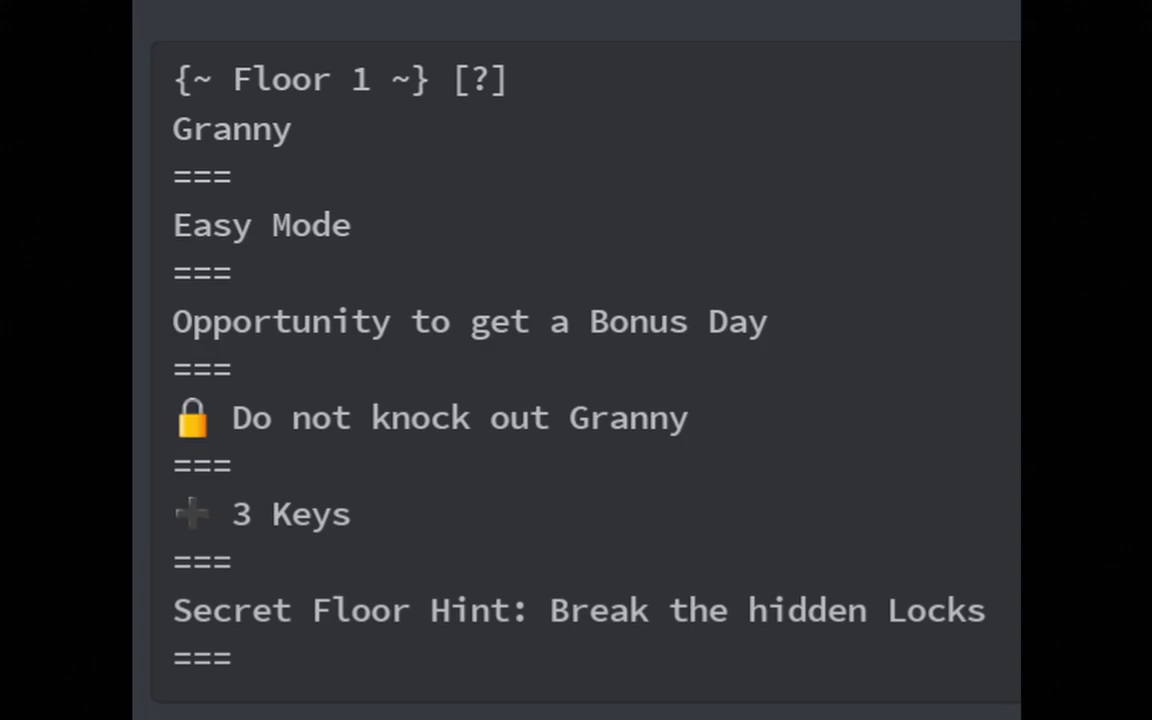 {~ Floor 1 ~} [?]
Granny
===
Easy Mode
===
Opportunity to get a Bonus Day
===
🔒 Do not knock out Granny
===
➕ 3 Keys
===
Secret Floor Hint: Break the hidden Locks
===